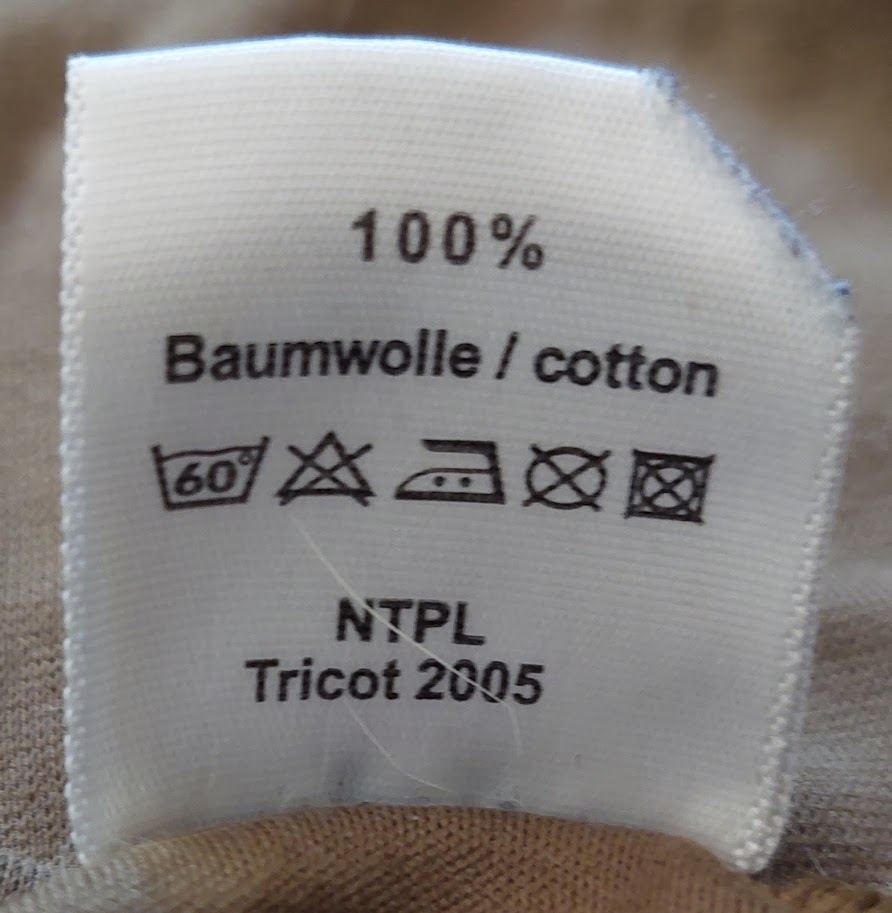 100%
Baumwolle / cotton
60°
NTPL
Tricot 2005